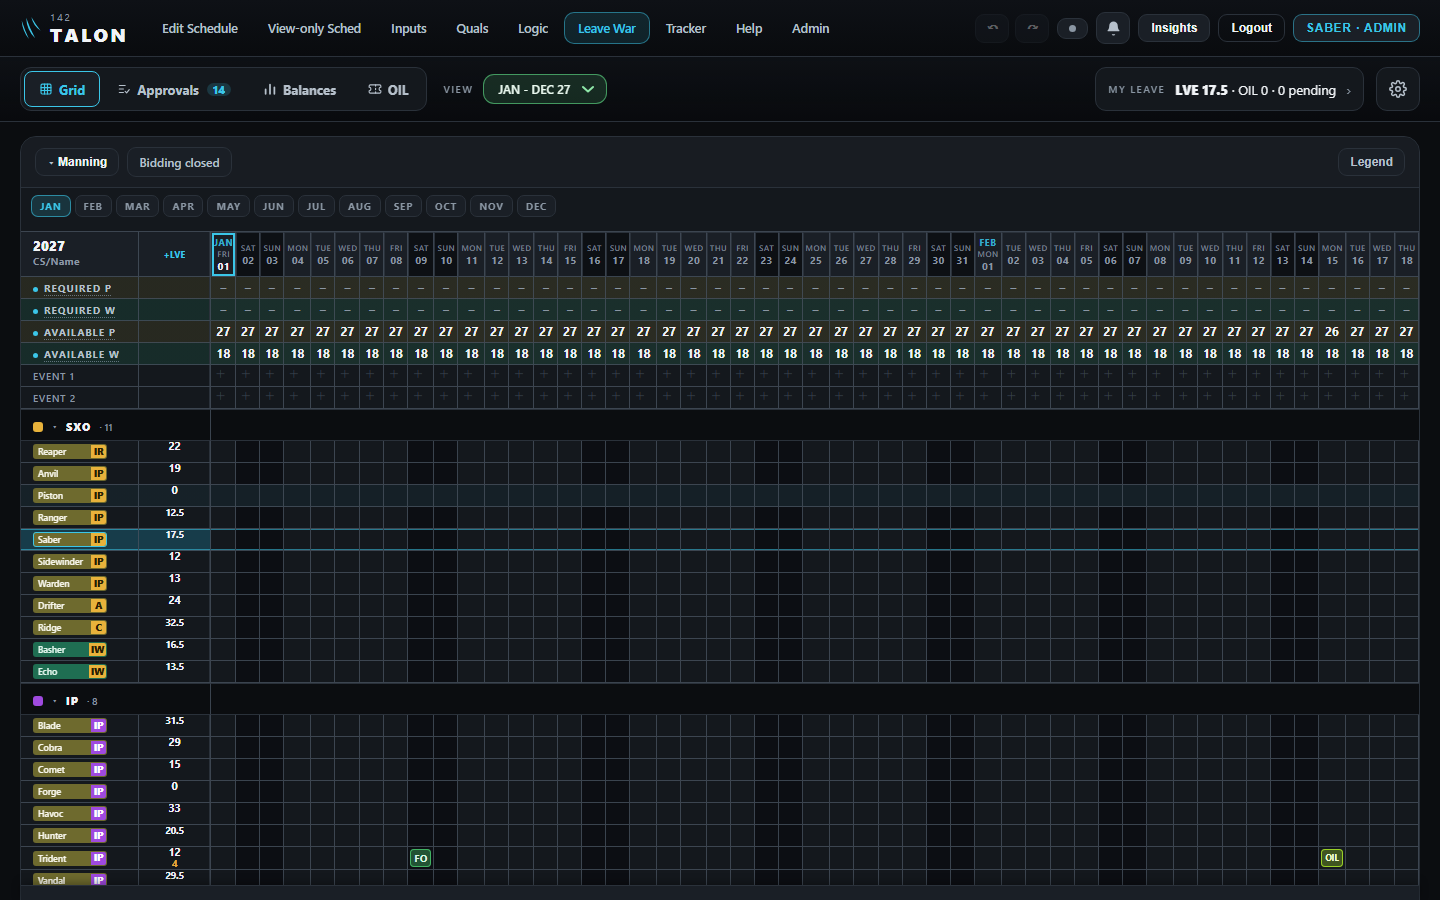 142
TALON
Edit Schedule View-only Sched Inputs Quals Logic Leave War Tracker Help Admin
Insights Logout SABER · ADMIN
Grid Approvals 14 Balances OIL VIEW JAN - DEC 27
MY LEAVE LVE 17.5 · OIL 0 · 0 pending ›
Manning Bidding closed Legend
JAN FEB MAR APR MAY JUN JUL AUG SEP OCT NOV DEC
2027
CS/Name
+LVE
JAN FRI 01 SAT 02 SUN 03 MON 04 TUE 05 WED 06 THU 07 FRI 08 SAT 09 SUN 10 MON 11 TUE 12 WED 13 THU 14 FRI 15 SAT 16 SUN 17 MON 18 TUE 19 WED 20 THU 21 FRI 22 SAT 23 SUN 24 MON 25 TUE 26 WED 27 THU 28 FRI 29 SAT 30 SUN 31 FEB MON 01 TUE 02 WED 03 THU 04 FRI 05 SAT 06 SUN 07 MON 08 TUE 09 WED 10 THU 11 FRI 12 SAT 13 SUN 14 MON 15 TUE 16 WED 17 THU 18
REQUIRED P – – – – – – – – – – – – – – – – – – – – – – – – – – – – – – – – – – – – – – – – – – – – – – – – –
REQUIRED W – – – – – – – – – – – – – – – – – – – – – – – – – – – – – – – – – – – – – – – – – – – – – – – – –
AVAILABLE P 27 27 27 27 27 27 27 27 27 27 27 27 27 27 27 27 27 27 27 27 27 27 27 27 27 27 27 27 27 27 27 27 27 27 27 27 27 27 27 27 27 27 27 27 27 26 27 27 27
AVAILABLE W 18 18 18 18 18 18 18 18 18 18 18 18 18 18 18 18 18 18 18 18 18 18 18 18 18 18 18 18 18 18 18 18 18 18 18 18 18 18 18 18 18 18 18 18 18 18 18 18 18
EVENT 1 + + + + + + + + + + + + + + + + + + + + + + + + + + + + + + + + + + + + + + + + + + + + + + + + +
EVENT 2 + + + + + + + + + + + + + + + + + + + + + + + + + + + + + + + + + + + + + + + + + + + + + + + + +
SXO · 11
Reaper IR 22
Anvil IP 19
Piston IP 0
Ranger IP 12.5
Saber IP 17.5
Sidewinder IP 12
Warden IP 13
Drifter A 24
Ridge C 32.5
Basher IW 16.5
Echo IW 13.5
IP · 8
Blade IP 31.5
Cobra IP 29
Comet IP 15
Forge IP 0
Havoc IP 33
Hunter IP 20.5
Trident IP 12 4 FO OIL
Vandal IP 29.5